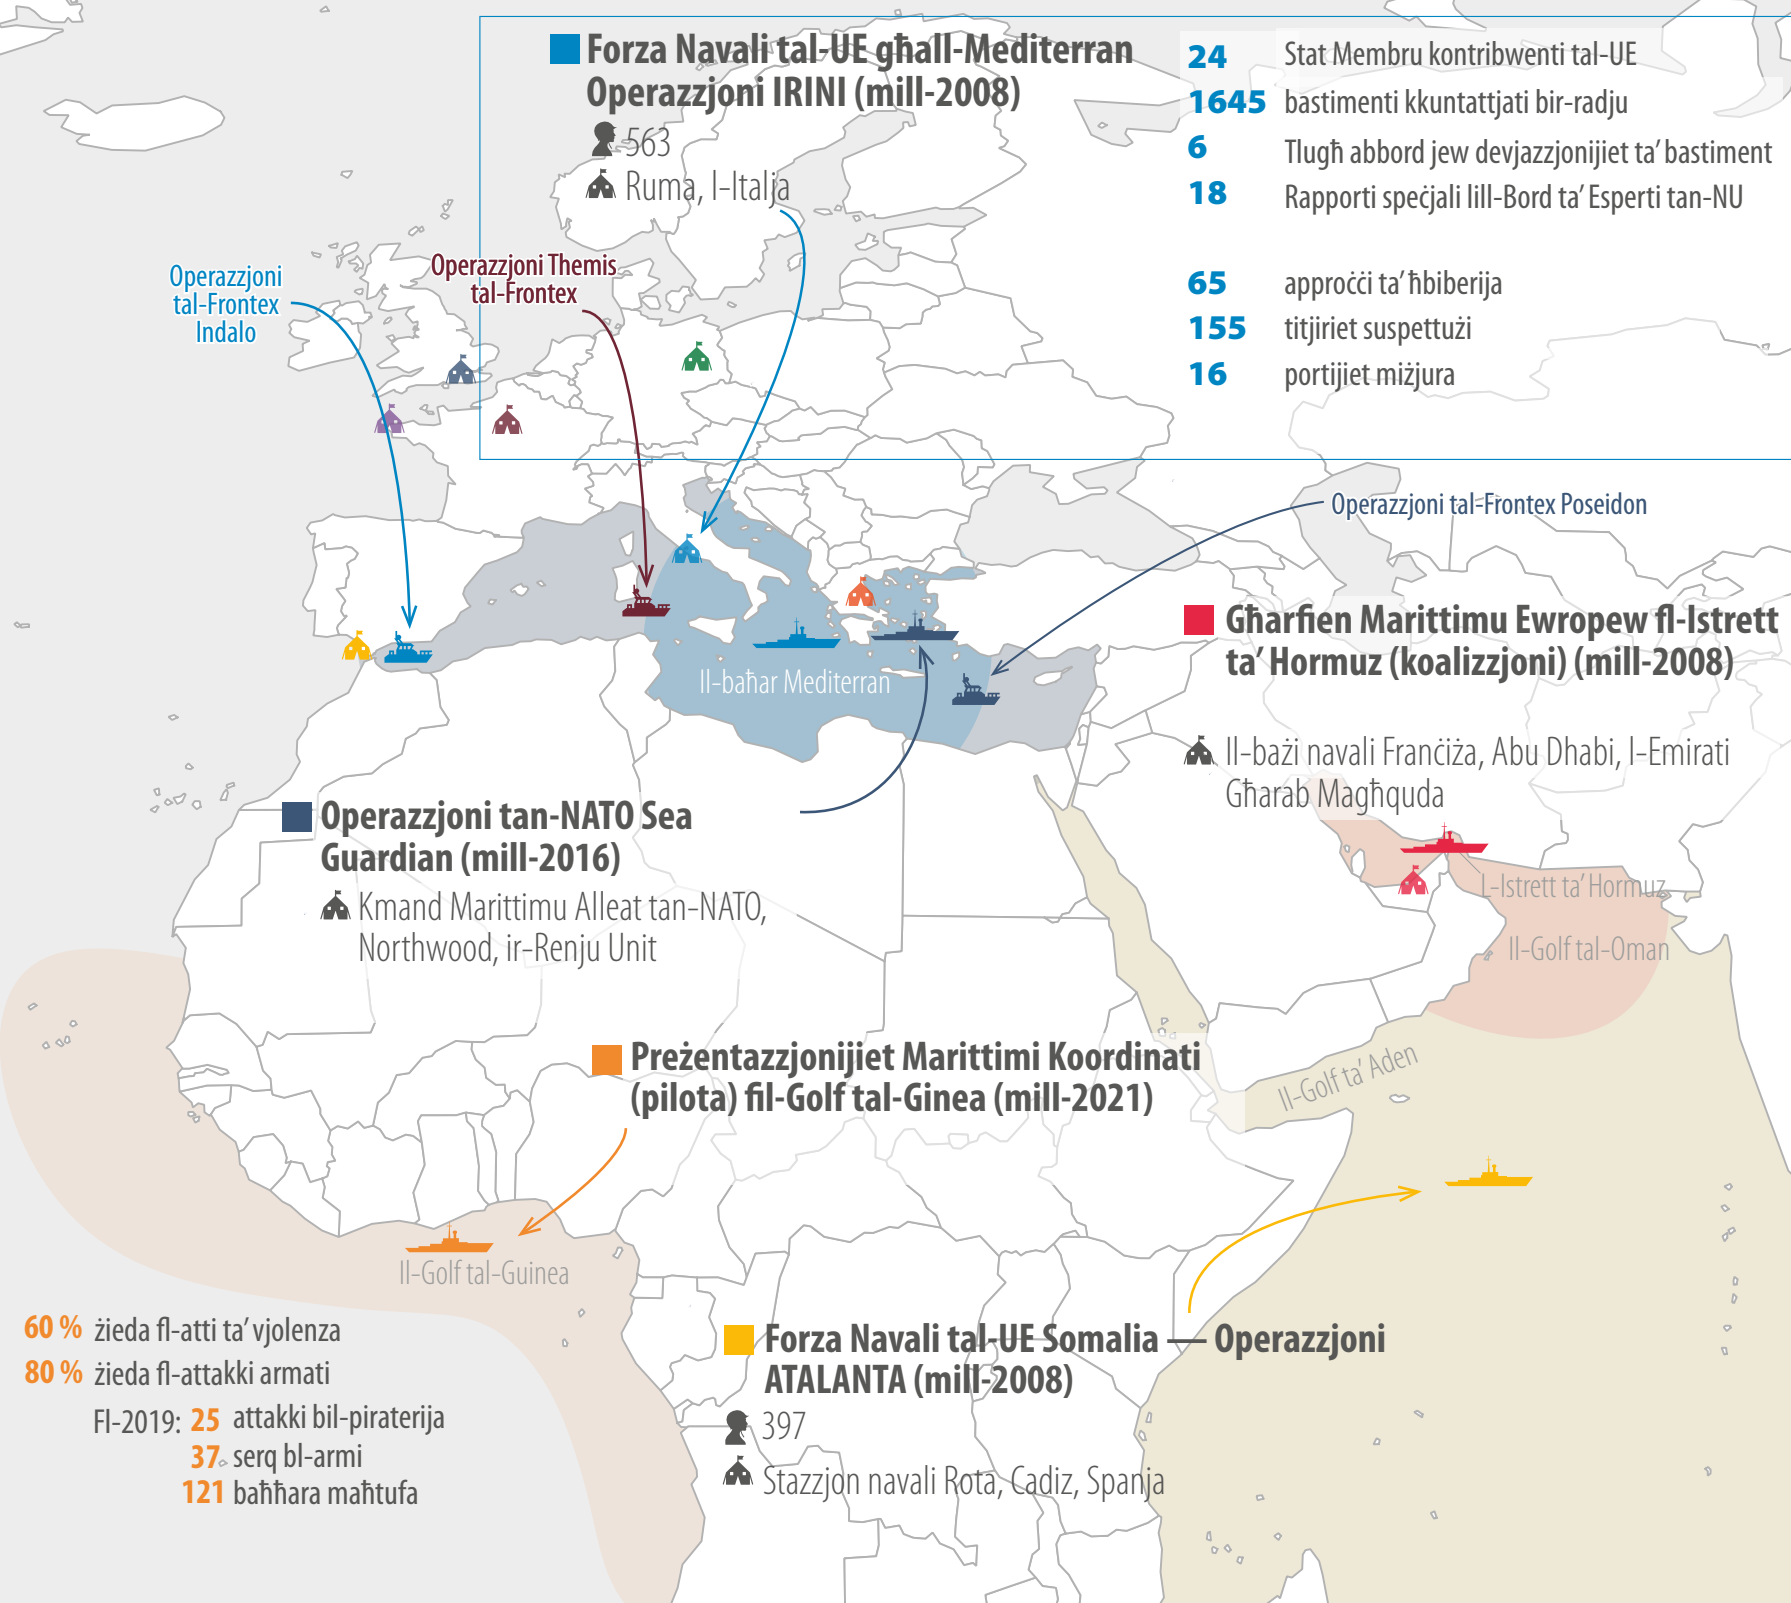 Forza Navali tal-UE għall-Mediterran
Operazzjoni IRINI (mill-2008)
563
Ruma, l-Italja
24 Stat Membru kontribwenti tal-UE
1645 bastimenti kkuntattjati bir-radju
6 Tlugħ abbord jew devjazzjonijiet ta’ bastiment
18 Rapporti speċjali lill-Bord ta’ Esperti tan-NU
65 approċċi ta’ ħbiberija
155 titjiriet suspettużi
16 portijiet miżjura
Operazzjoni
tal-Frontex
Indalo
Operazzjoni Themis
tal-Frontex
Operazzjoni tal-Frontex Poseidon
Il-baħar Mediterran
Għarfien Marittimu Ewropew fl-Istrett
ta’ Hormuz (koalizzjoni) (mill-2008)
Il-bażi navali Franċiża, Abu Dhabi, l-Emirati
Għarab Magħquda
L-Istrett ta’ Hormuz
Il-Golf tal-Oman
Operazzjoni tan-NATO Sea
Guardian (mill-2016)
Kmand Marittimu Alleat tan-NATO,
Northwood, ir-Renju Unit
Preżentazzjonijiet Marittimi Koordinati
(pilota) fil-Golf tal-Ginea (mill-2021)
Il-Golf ta’ Aden
Il-Golf tal-Guinea
60 % żieda fl-atti ta’ vjolenza
80 % żieda fl-attakki armati
Fl-2019: 25 attakki bil-piraterija
37 serq bl-armi
121 baħħara maħtufa
Forza Navali tal-UE Somalia — Operazzjoni
ATALANTA (mill-2008)
397
Stazzjon navali Rota, Cadiz, Spanja